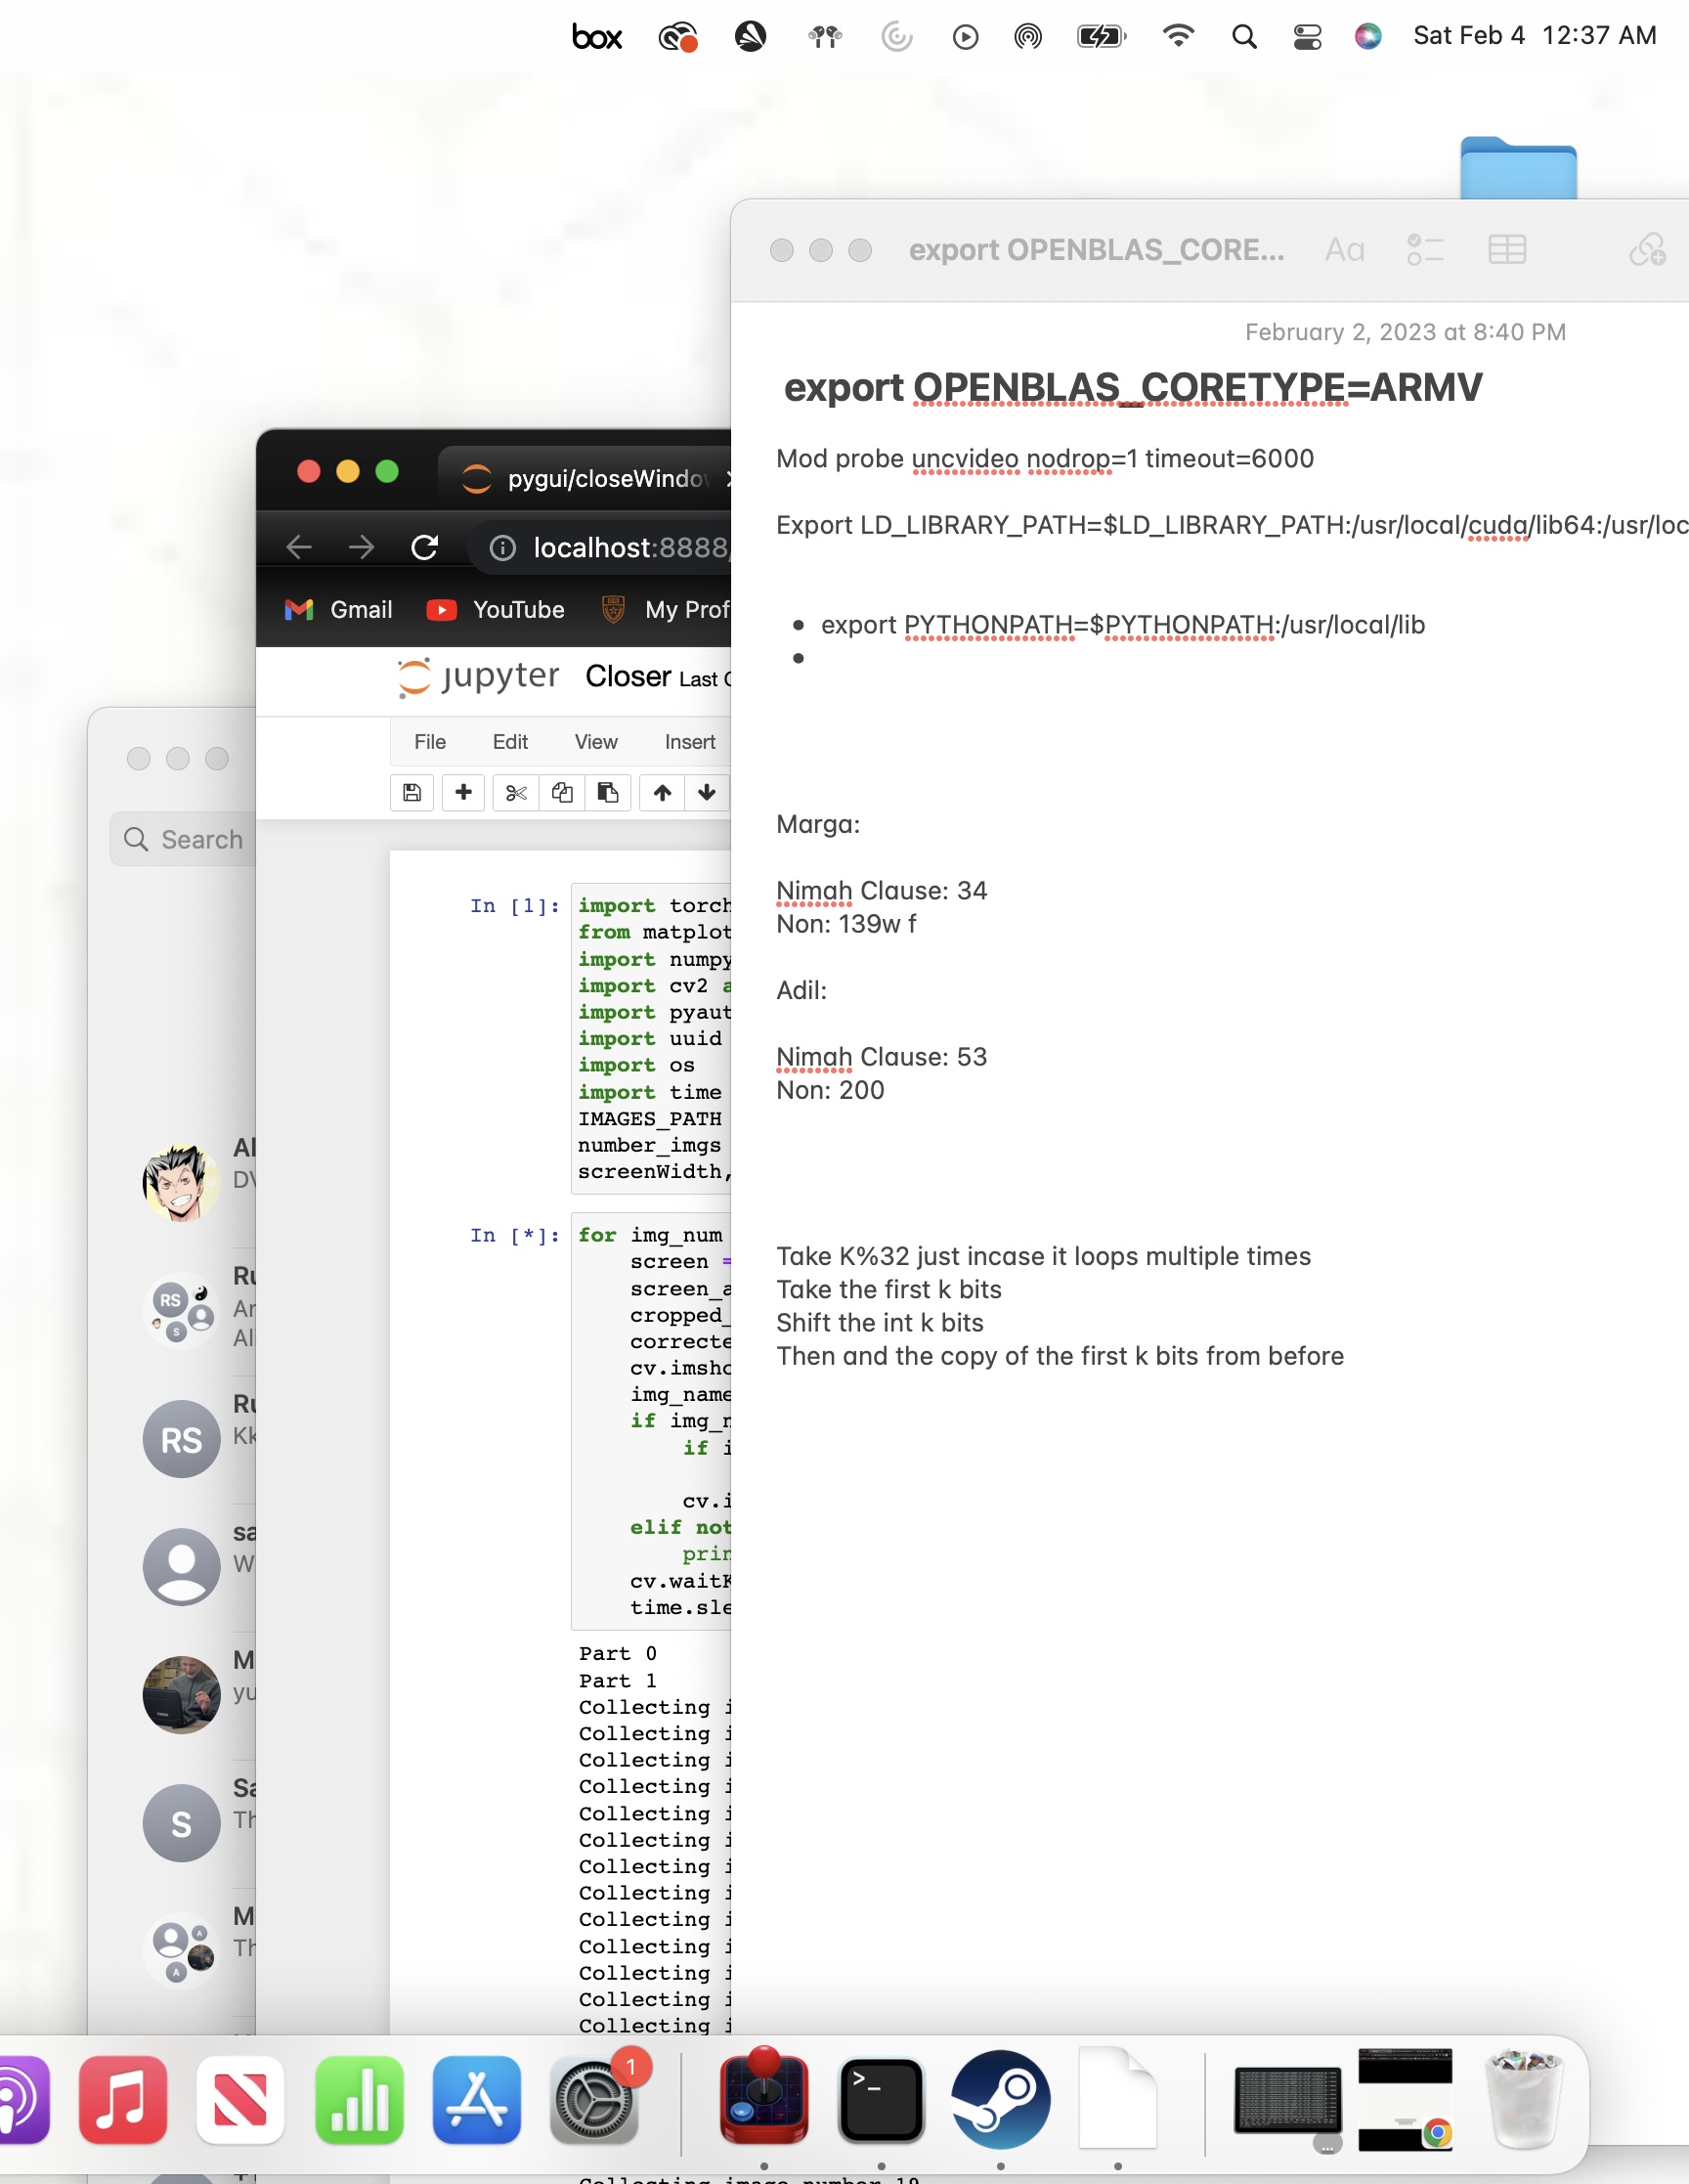 box
Sat Feb 4 12:37 AM
export OPENBLAS_CORE...
Aa
February 2, 2023 at 8:40 PM
export OPENBLAS_CORETYPE=ARMV
Mod probe uncvideo nodrop=1 timeout=6000
Export LD_LIBRARY_PATH=$LD_LIBRARY_PATH:/usr/local/cuda/lib64:/usr/loc
• export PYTHONPATH=$PYTHONPATH:/usr/local/lib
•
Marga:
Nimah Clause: 34
Non: 139w f
Adil:
Nimah Clause: 53
Non: 200
Take K%32 just incase it loops multiple times
Take the first k bits
Shift the int k bits
Then and the copy of the first k bits from before
pygui/closeWindov
localhost:8888/
Gmail YouTube My Prof
jupyter Closer Last
File Edit View Insert
In [1]: import torch
from matplot
import numpy
import cv2 a
import pyaut
import uuid
import os
import time
IMAGES_PATH
number_imgs
screenWidth,
In [*]: for img_num
screen =
screen_a
cropped_
correcte
cv.imsho
img_name
if img_n
if i
cv.i
elif not
prin
cv.waitK
time.sle
Part 0
Part 1
Collecting i
Collecting i
Collecting i
Collecting i
Collecting i
Collecting i
Collecting i
Collecting i
Collecting i
Collecting i
Collecting i
Collecting i
Collecting i
Collecting image number 19
Search
Al
DV
RS
S
Ru
Ar
Ali
RS
Ru
Kk
sa
W
M
yu
S
Sa
Th
A
A
M
Th
1
>_